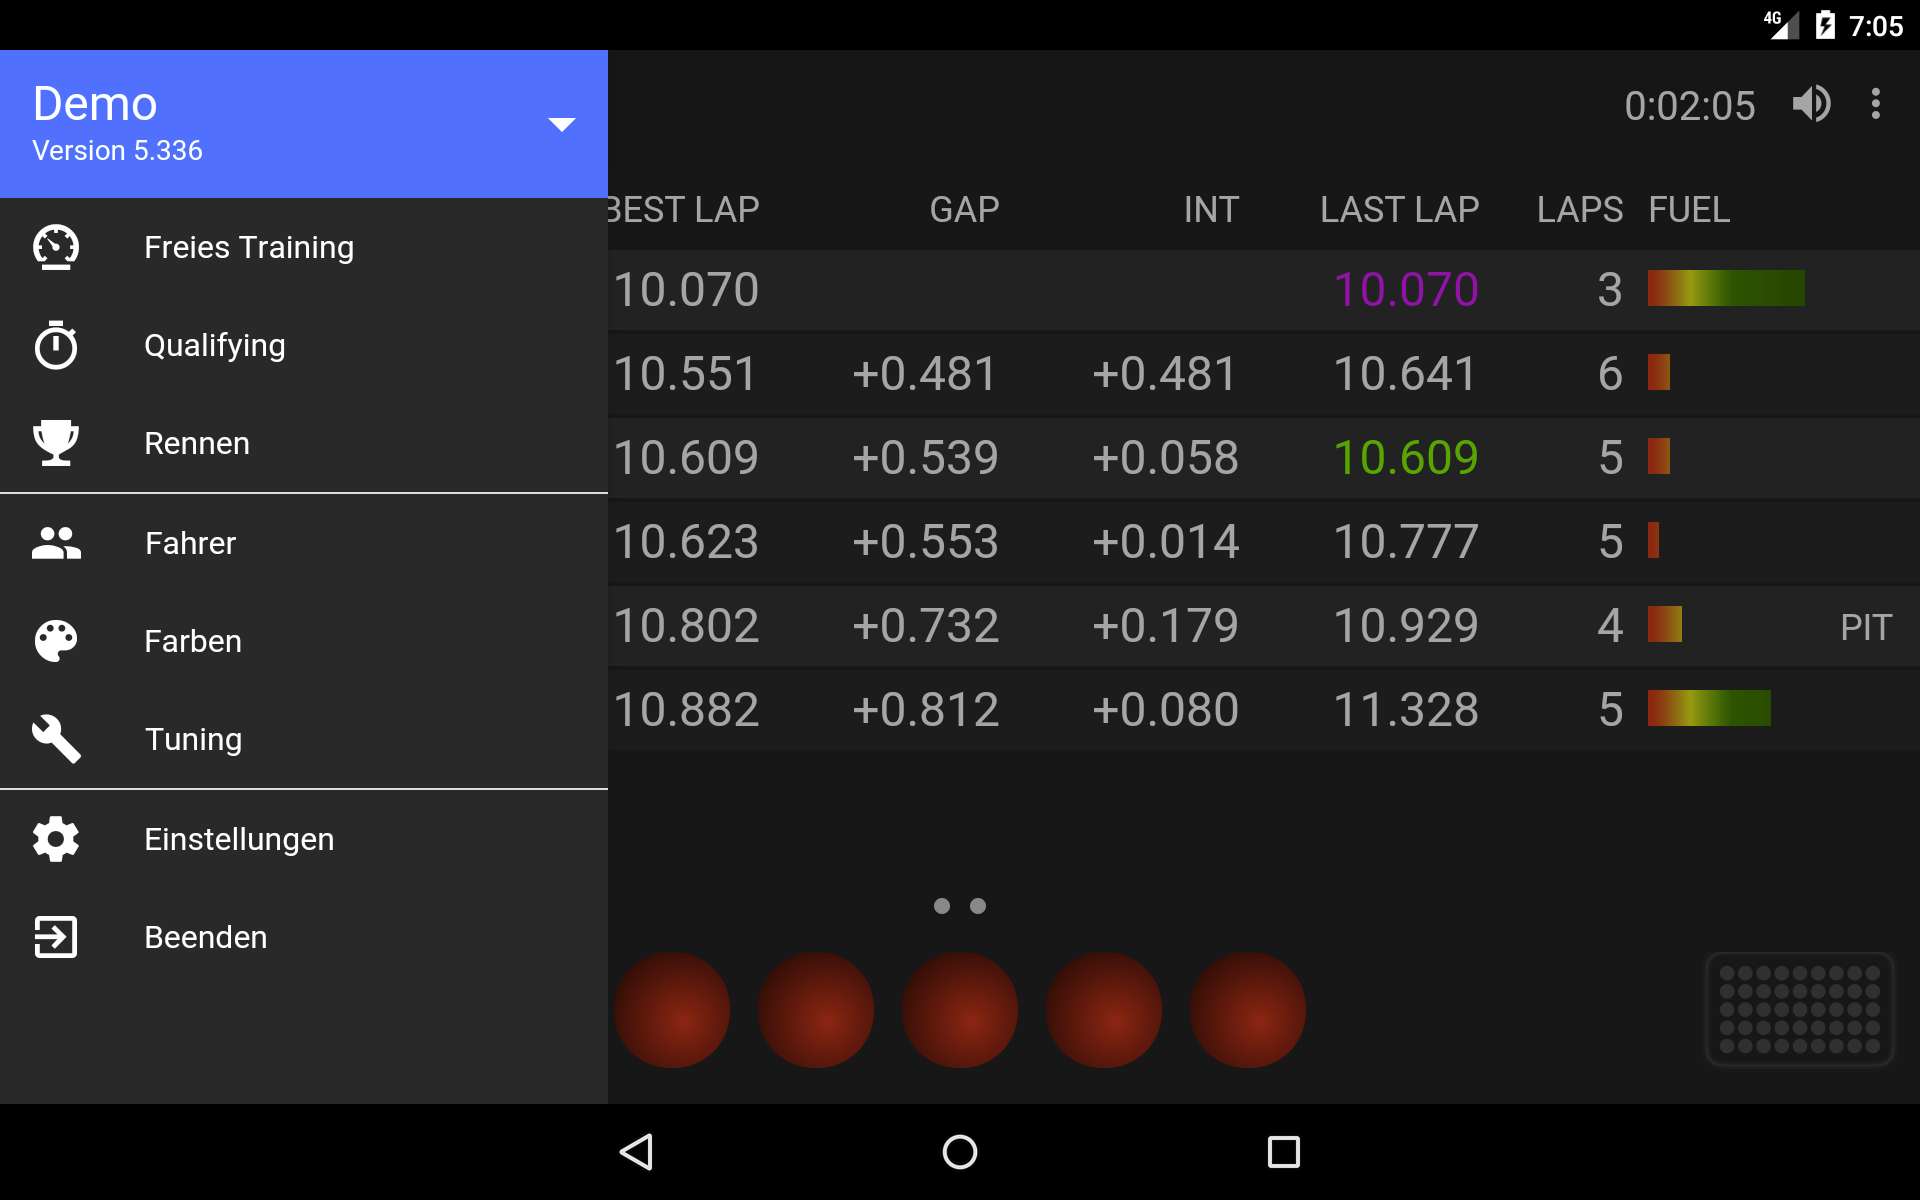 4G 7:05
Demo
Version 5.336
0:02:05
Freies Training
Qualifying
Rennen
Fahrer
Farben
Tuning
Einstellungen
Beenden
BEST LAP GAP INT LAST LAP LAPS FUEL
10.070 10.070 3
10.551 +0.481 +0.481 10.641 6
10.609 +0.539 +0.058 10.609 5
10.623 +0.553 +0.014 10.777 5
10.802 +0.732 +0.179 10.929 4 PIT
10.882 +0.812 +0.080 11.328 5